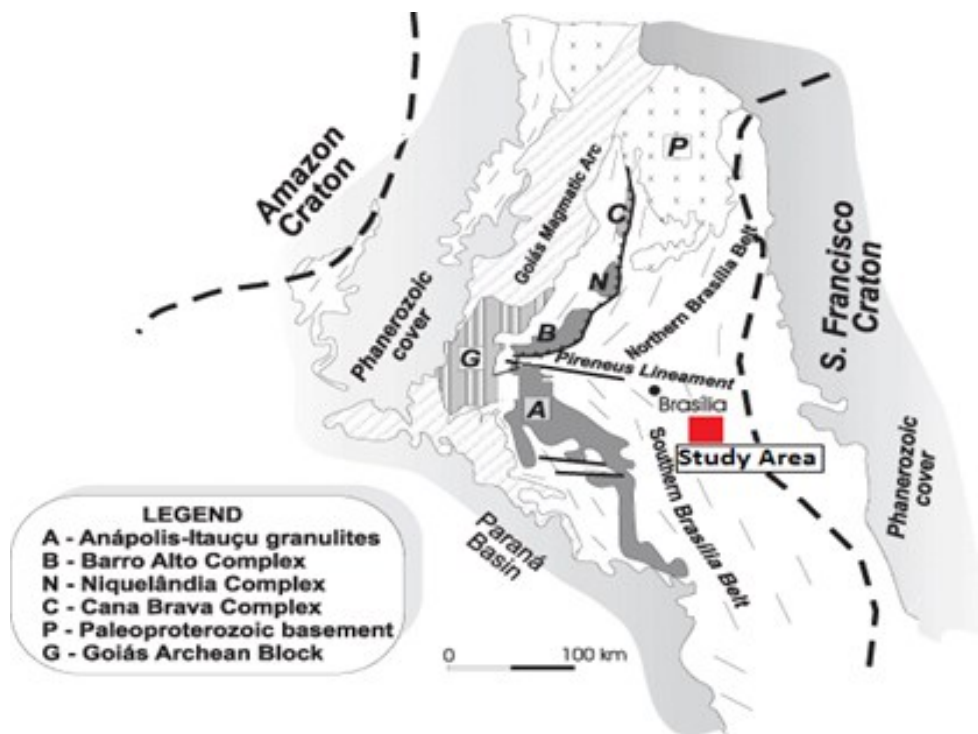 Amazon
Craton
Phanerozoic
cover
Goiás Magmatic Arc
P
C
N
B
G
A
Northern Brasília Belt
Pireneus Lineament
Brasília
Study Area
Southern Brasília Belt
S. Francisco
Craton
Phanerozoic
cover
Paraná
Basin
LEGEND
A - Anápolis-Itauçu granulites
B - Barro Alto Complex
N - Niquelândia Complex
C - Cana Brava Complex
P - Paleoproterozoic basement
G - Goiás Archean Block
0 100 km